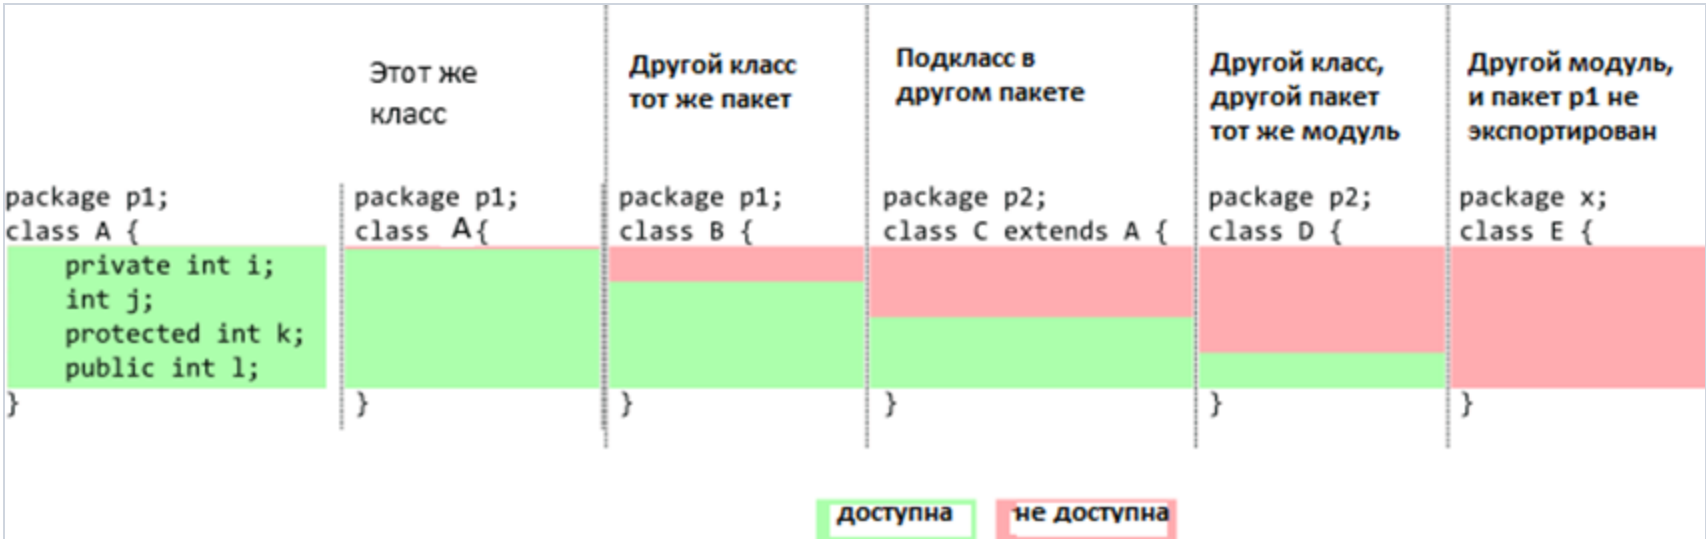 Этот же
класс
Другой класс
тот же пакет
Подкласс в
другом пакете
Другой класс,
другой пакет
тот же модуль
Другой модуль,
и пакет p1 не
экспортирован
package p1;
class A {
private int i;
int j;
protected int k;
public int l;
}
package p1;
class A{
}
package p1;
class B {
}
package p2;
class C extends A {
}
package p2;
class D {
}
package x;
class E {
}
доступна
не доступна